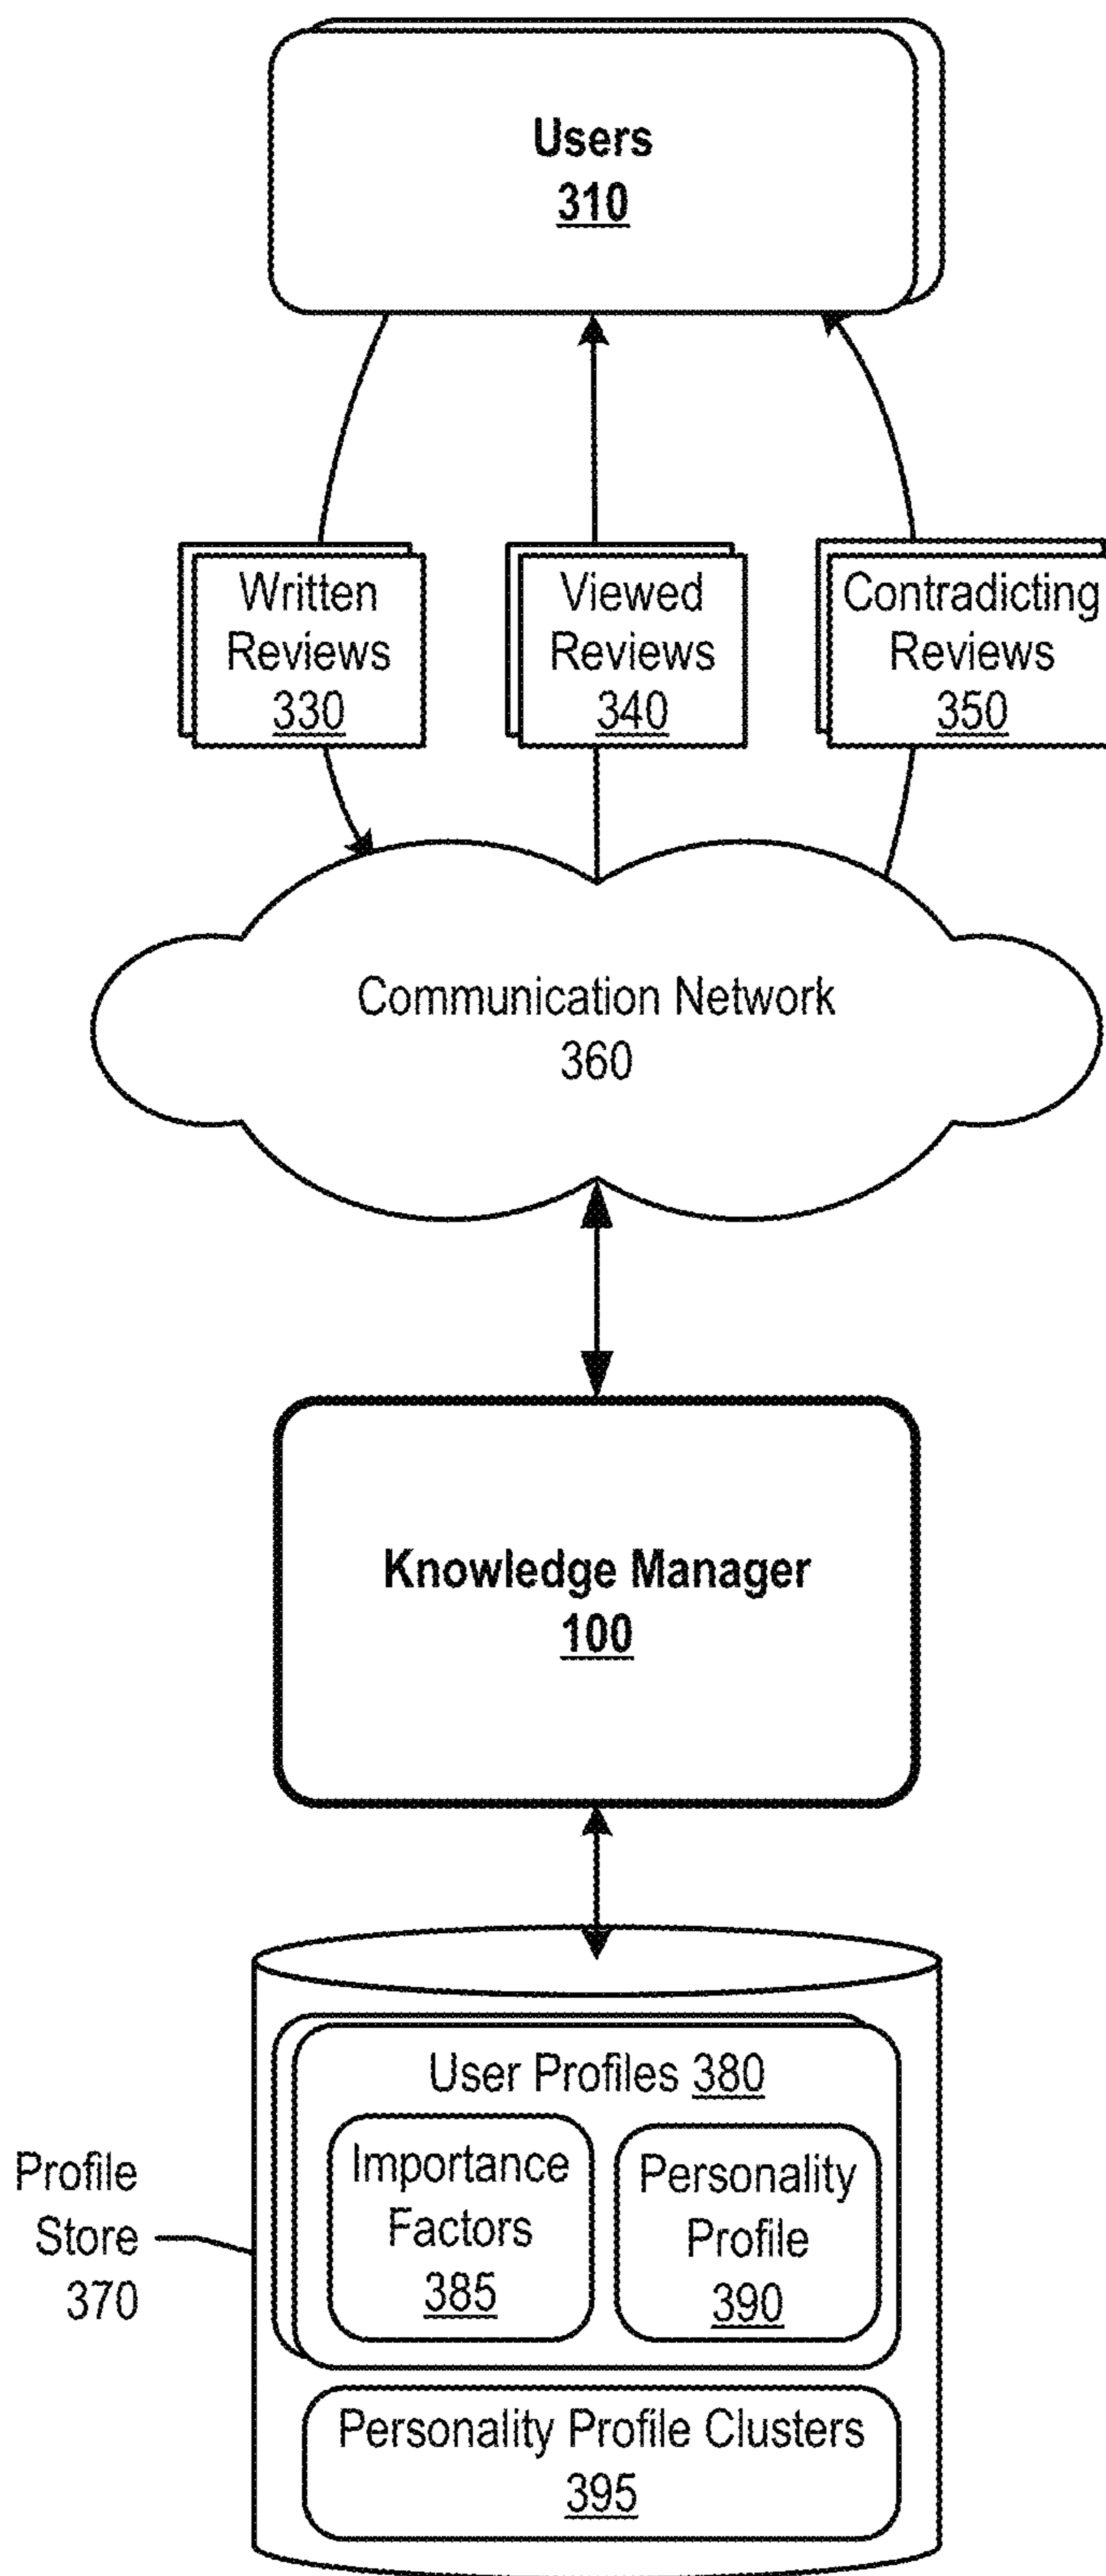 Users
310
Written
Reviews
330
Viewed
Reviews
340
Contradicting
Reviews
350
Communication Network
360
Knowledge Manager
100
Profile
Store
370
User Profiles 380
Importance
Factors
385
Personality
Profile
390
Personality Profile Clusters
395